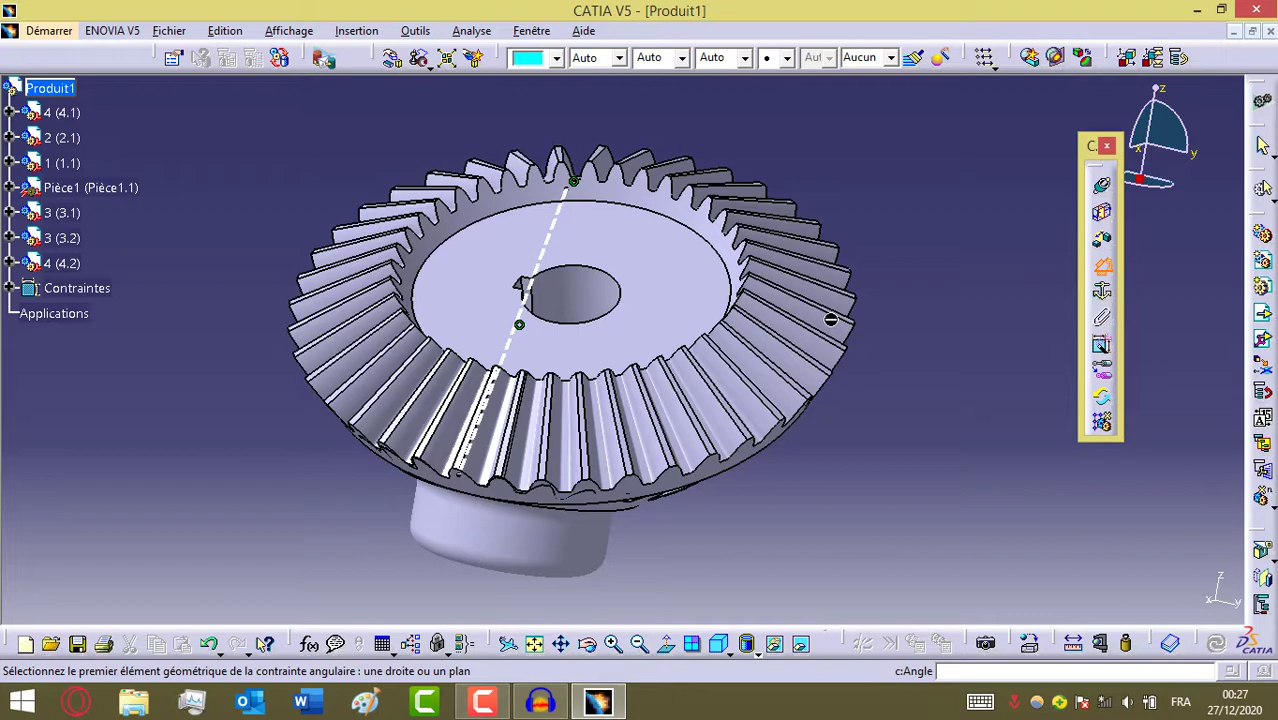 CATIA V5 - [Produit1]
Démarrer ENOVIA V5 Fichier Edition Affichage Insertion Outils Analyse Fenêtre Aide
Auto Auto Auto Aut Aucun
Produit1
4 (4.1)
2 (2.1)
1 (1.1)
Pièce1 (Pièce1.1)
3 (3.1)
3 (3.2)
4 (4.2)
Contraintes
Applications
C.
z
x
y
z
x
y
f(x)
Sélectionnez le premier élément géométrique de la contrainte angulaire : une droite ou un plan
c:Angle
CATIA
FRA
00:27
27/12/2020